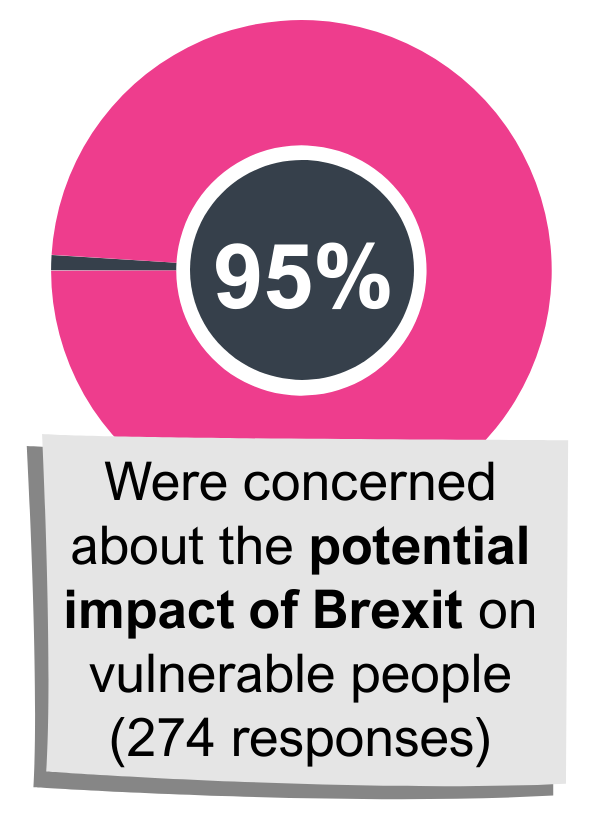 95%
Were concerned
about the potential
impact of Brexit on
vulnerable people
(274 responses)